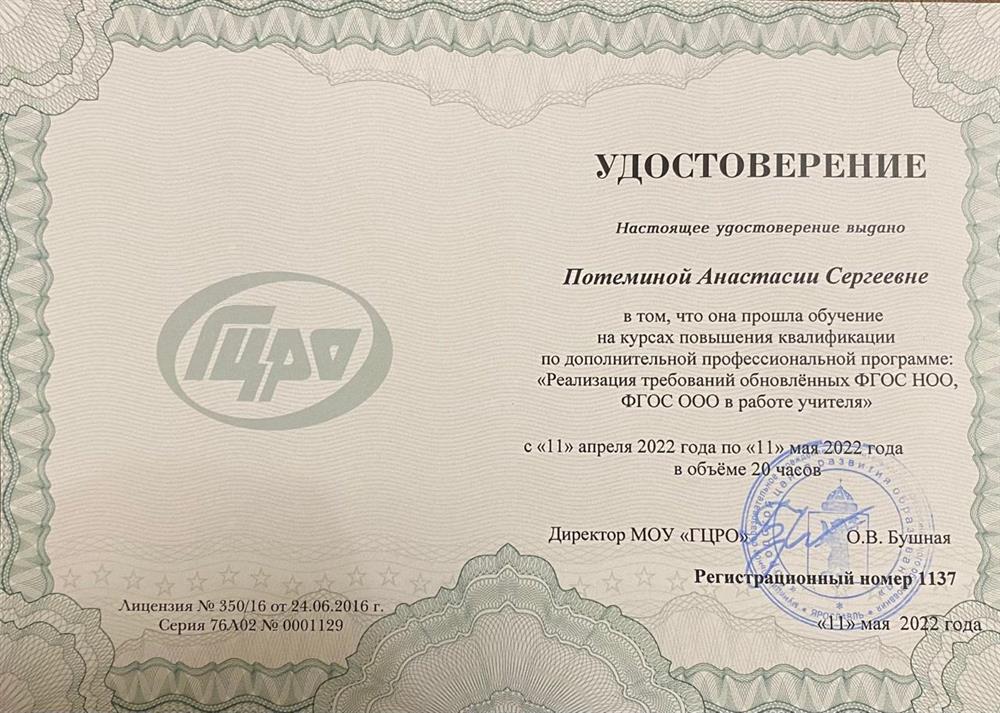 УДОСТОВЕРЕНИЕ
Настоящее удостоверение выдано
Потеминой Анастасии Сергеевне
в том, что она прошла обучение
на курсах повышения квалификации
по дополнительной профессиональной программе:
«Реализация требований обновлённых ФГОС НОО,
ФГОС ООО в работе учителя»
с «11» апреля 2022 года по «11» мая 2022 года
в объёме 20 часов
Директор МОУ «ГЦРО» О.В. Бушная
Регистрационный номер 1137
«11» мая 2022 года
ГЦРО
Лицензия № 350/16 от 24.06.2016 г.
Серия 76Л02 № 0001129
развития образования
ЯРОСЛАВЛЬ